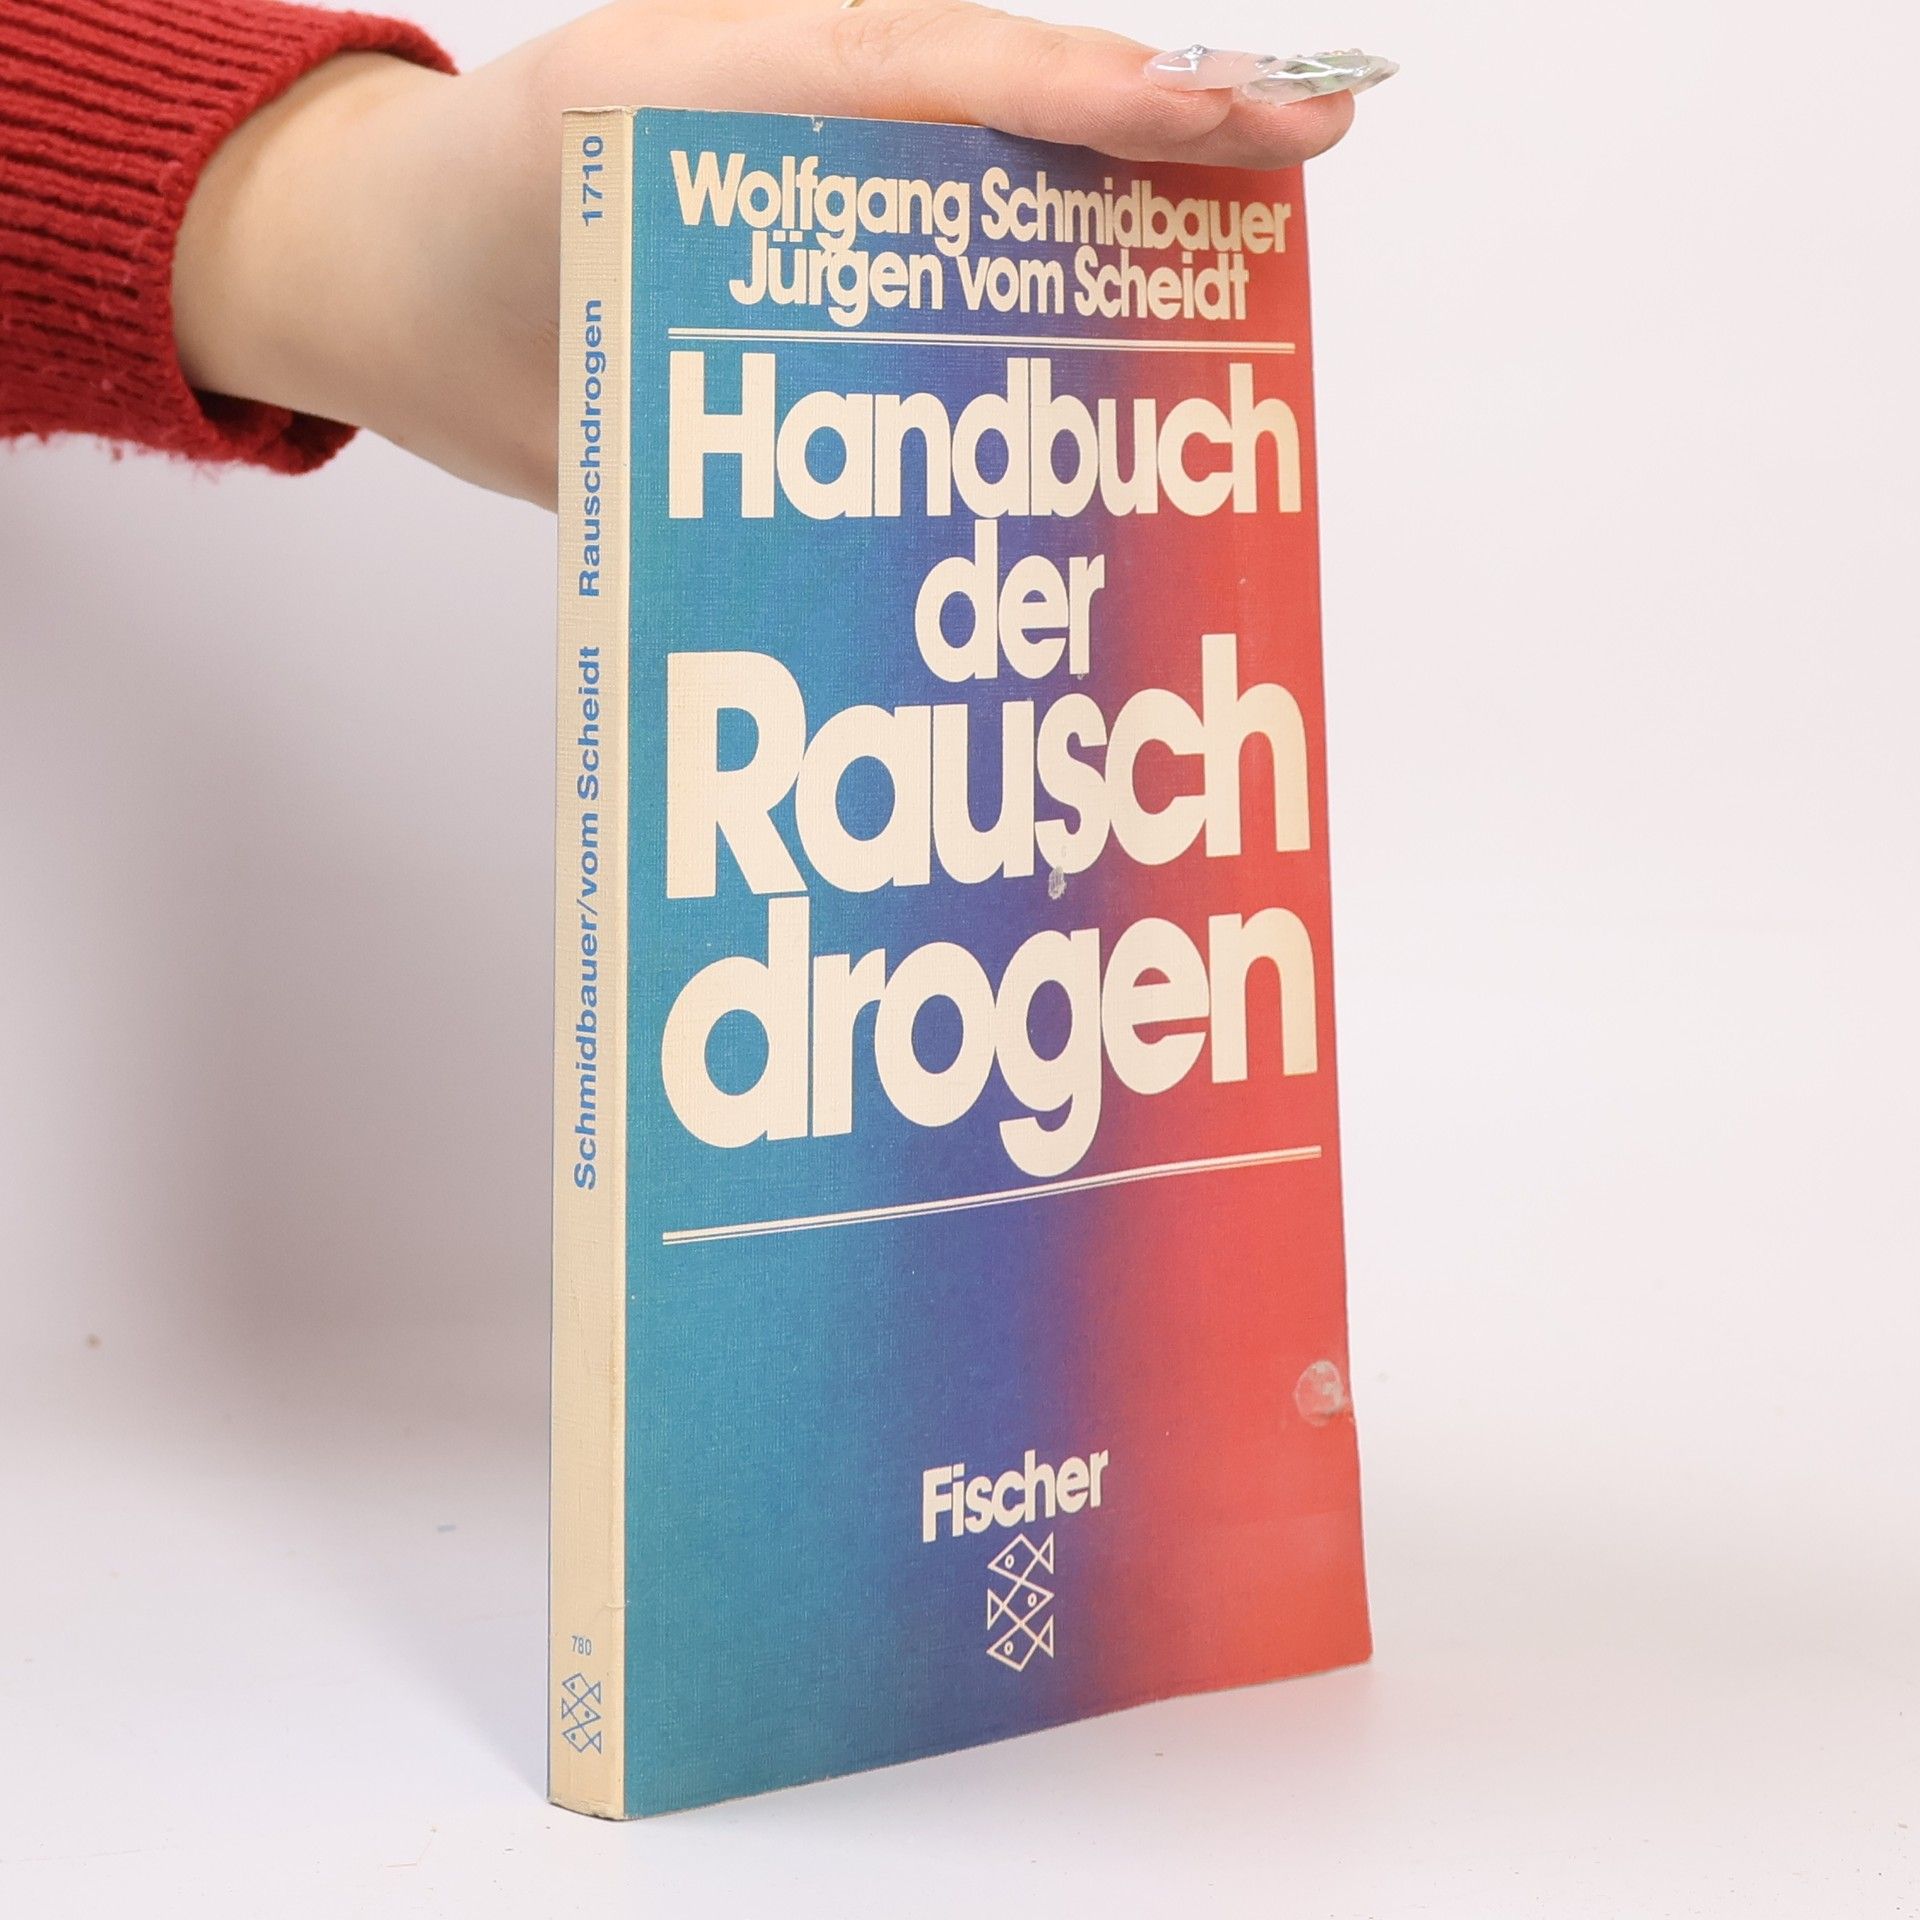 Wolfgang Schmidbauer
Jürgen vom Scheidt
Handbuch
der
Rausch
drogen
Fischer
Schmidbauer/vom Scheidt Rauschdrogen 1710
780